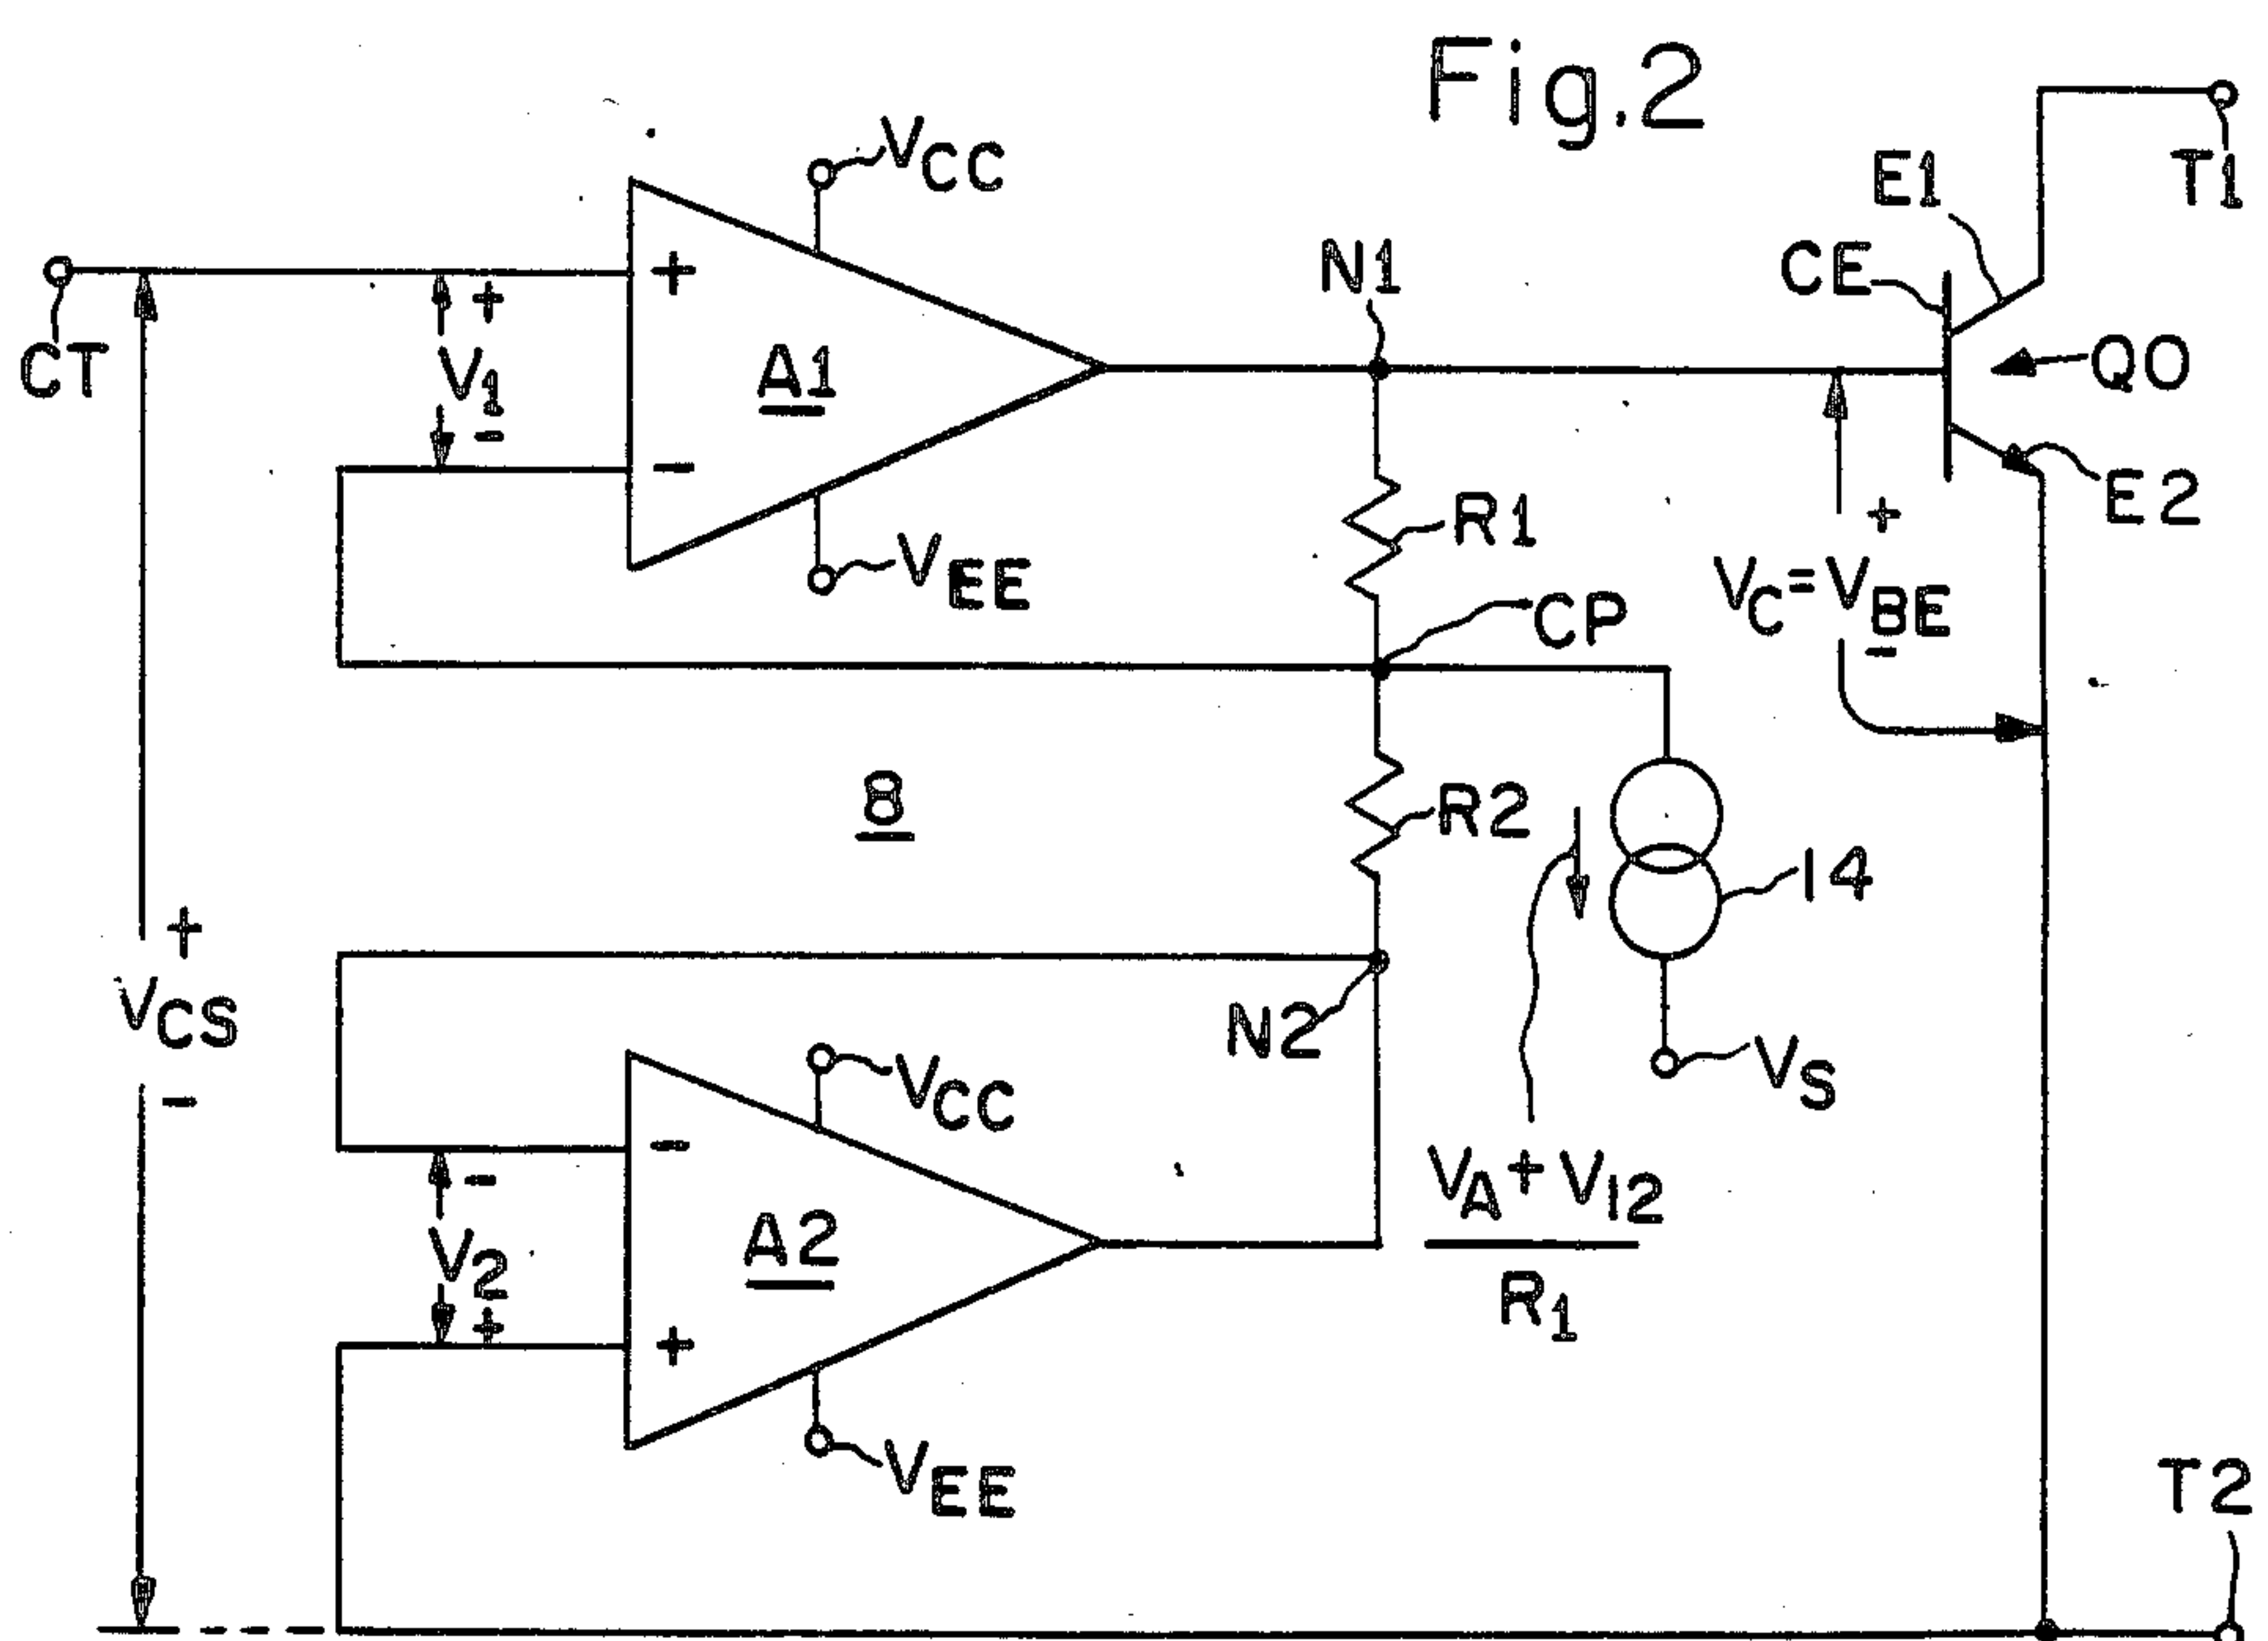 Fig.2
VCC
E1
T1
CT
+
V1
-
+
A1
-
N1
CE
Q0
E2
VEE
R1
+
VC=VBE
-
CP
8
R2
14
+
VCS
-
N2
VS
VCC
-
V2
+
-
A2
+
VA+V12
R1
VEE
T2